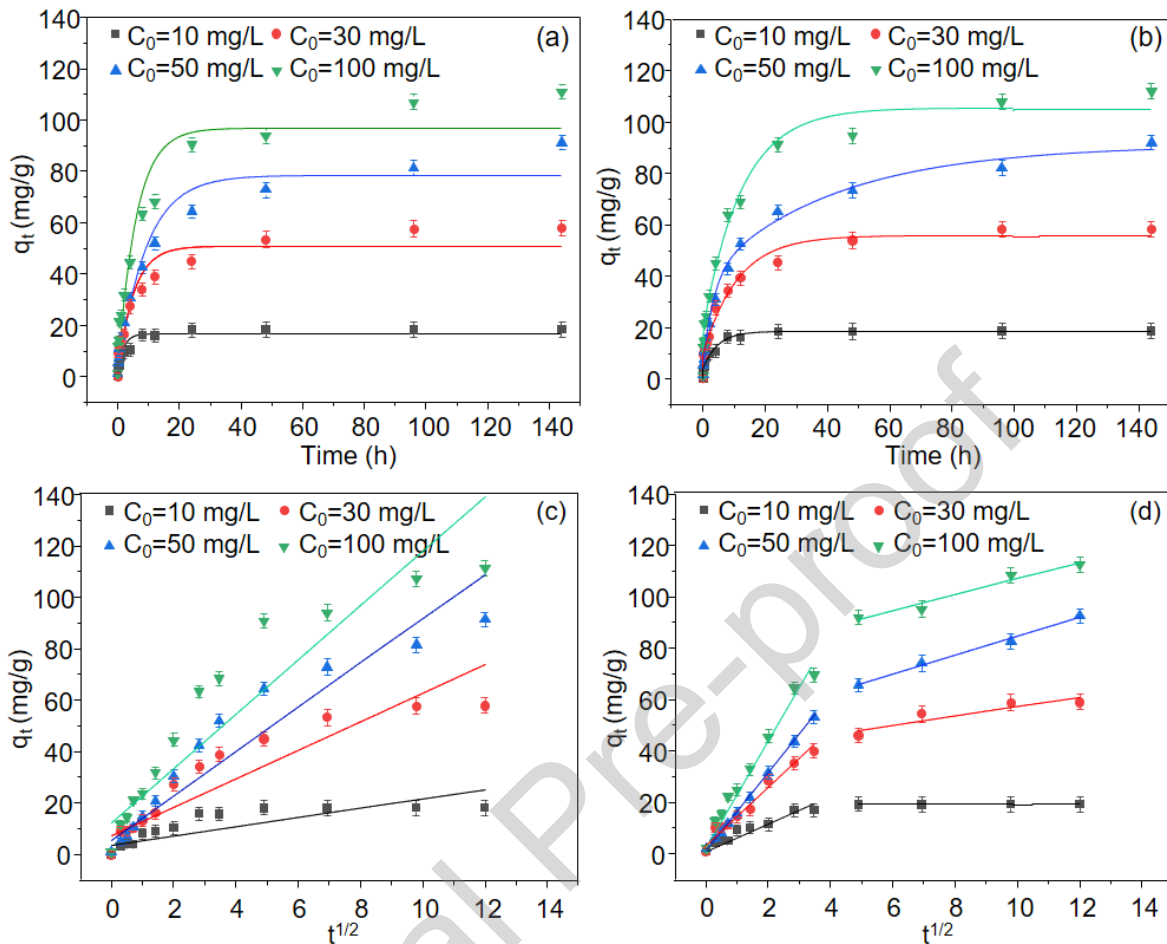 C₀=10 mg/L C₀=30 mg/L (a)
C₀=50 mg/L C₀=100 mg/L
140
120
100
80
60
40
20
0
qₜ (mg/g)
0 20 40 60 80 100 120 140
Time (h)
C₀=10 mg/L C₀=30 mg/L (b)
C₀=50 mg/L C₀=100 mg/L
140
120
100
80
60
40
20
0
qₜ (mg/g)
0 20 40 60 80 100 120 140
Time (h)
C₀=10 mg/L C₀=30 mg/L (c)
C₀=50 mg/L C₀=100 mg/L
140
120
100
80
60
40
20
0
qₜ (mg/g)
0 2 4 6 8 10 12 14
t^1/2
C₀=10 mg/L C₀=30 mg/L (d)
C₀=50 mg/L C₀=100 mg/L
140
120
100
80
60
40
20
0
qₜ (mg/g)
0 2 4 6 8 10 12 14
t^1/2
al Pre-proof